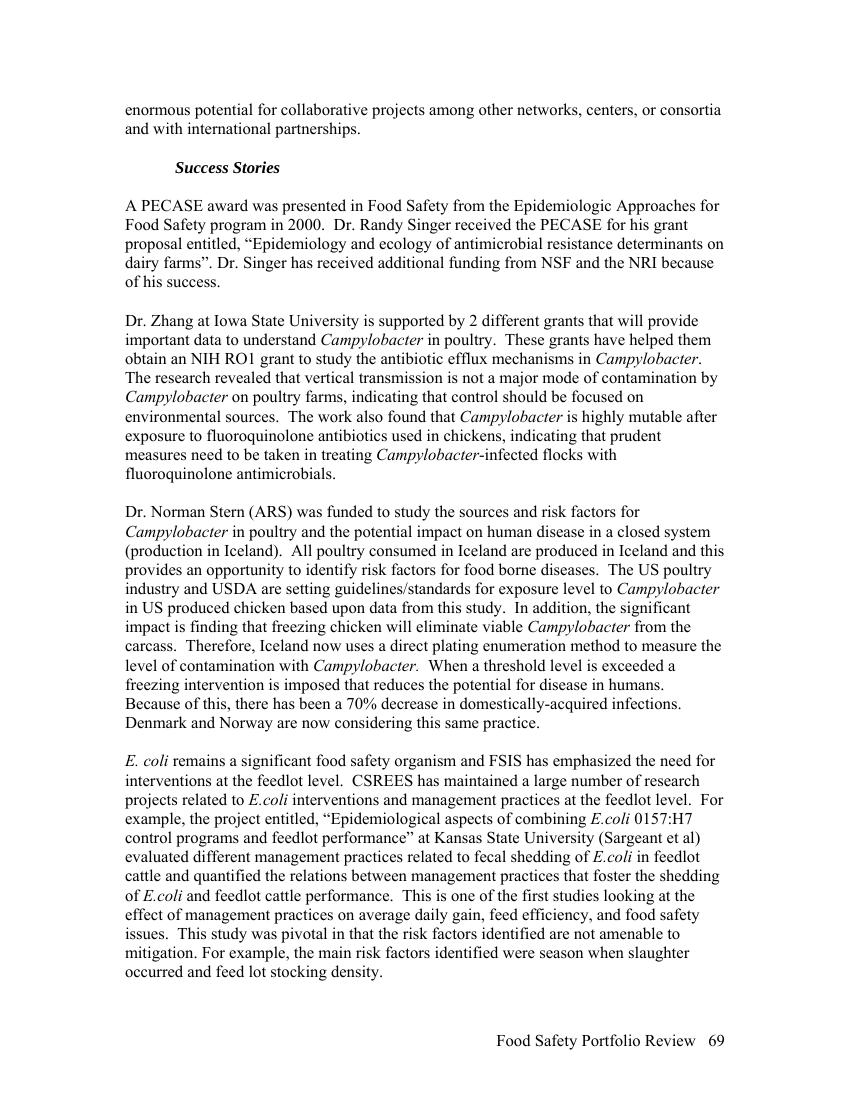 enormous potential for collaborative projects among other networks, centers, or consortia
and with international partnerships.
Success Stories
A PECASE award was presented in Food Safety from the Epidemiologic Approaches for
Food Safety program in 2000.  Dr. Randy Singer received the PECASE for his grant
proposal entitled, “Epidemiology and ecology of antimicrobial resistance determinants on
dairy farms”. Dr. Singer has received additional funding from NSF and the NRI because
of his success.
Dr. Zhang at Iowa State University is supported by 2 different grants that will provide
important data to understand Campylobacter in poultry.  These grants have helped them
obtain an NIH RO1 grant to study the antibiotic efflux mechanisms in Campylobacter.
The research revealed that vertical transmission is not a major mode of contamination by
Campylobacter on poultry farms, indicating that control should be focused on
environmental sources.  The work also found that Campylobacter is highly mutable after
exposure to fluoroquinolone antibiotics used in chickens, indicating that prudent
measures need to be taken in treating Campylobacter-infected flocks with
fluoroquinolone antimicrobials.
Dr. Norman Stern (ARS) was funded to study the sources and risk factors for
Campylobacter in poultry and the potential impact on human disease in a closed system
(production in Iceland).  All poultry consumed in Iceland are produced in Iceland and this
provides an opportunity to identify risk factors for food borne diseases.  The US poultry
industry and USDA are setting guidelines/standards for exposure level to Campylobacter
in US produced chicken based upon data from this study.  In addition, the significant
impact is finding that freezing chicken will eliminate viable Campylobacter from the
carcass.  Therefore, Iceland now uses a direct plating enumeration method to measure the
level of contamination with Campylobacter.  When a threshold level is exceeded a
freezing intervention is imposed that reduces the potential for disease in humans.
Because of this, there has been a 70% decrease in domestically-acquired infections.
Denmark and Norway are now considering this same practice.
E. coli remains a significant food safety organism and FSIS has emphasized the need for
interventions at the feedlot level.  CSREES has maintained a large number of research
projects related to E.coli interventions and management practices at the feedlot level.  For
example, the project entitled, “Epidemiological aspects of combining E.coli 0157:H7
control programs and feedlot performance” at Kansas State University (Sargeant et al)
evaluated different management practices related to fecal shedding of E.coli in feedlot
cattle and quantified the relations between management practices that foster the shedding
of E.coli and feedlot cattle performance.  This is one of the first studies looking at the
effect of management practices on average daily gain, feed efficiency, and food safety
issues.  This study was pivotal in that the risk factors identified are not amenable to
mitigation. For example, the main risk factors identified were season when slaughter
occurred and feed lot stocking density.
Food Safety Portfolio Review   69